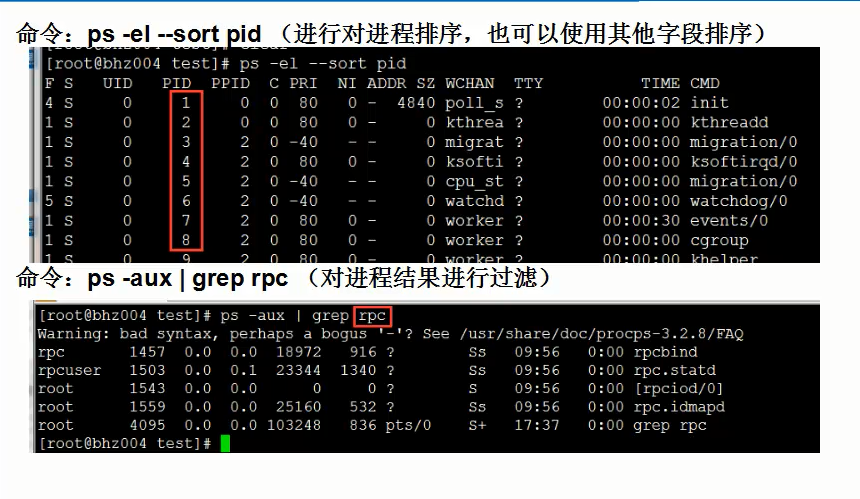 命令：ps -el --sort pid （进行对进程排序，也可以使用其他字段排序）
[root@bhz004 test]# ps -el --sort pid
F S   UID   PID  PPID  C PRI  NI ADDR SZ WCHAN  TTY          TIME CMD
4 S     0     1     0  0  80   0 -  4840 poll_s ?        00:00:02 init
1 S     0     2     0  0  80   0 -     0 kthrea ?        00:00:00 kthreadd
1 S     0     3     2  0 -40   - -     0 migrat ?        00:00:00 migration/0
1 S     0     4     2  0  80   0 -     0 ksofti ?        00:00:00 ksoftirqd/0
1 S     0     5     2  0 -40   - -     0 cpu_st ?        00:00:00 migration/0
5 S     0     6     2  0 -40   - -     0 watchd ?        00:00:00 watchdog/0
1 S     0     7     2  0  80   0 -     0 worker ?        00:00:30 events/0
1 S     0     8     2  0  80   0 -     0 worker ?        00:00:00 cgroup
1 S     0     9     2  0  80   0 -     0 worker ?        00:00:00 khelper
命令：ps -aux | grep rpc （对进程结果进行过滤）
[root@bhz004 test]# ps -aux | grep rpc
Warning: bad syntax, perhaps a bogus '-'? See /usr/share/doc/procps-3.2.8/FAQ
rpc       1457  0.0  0.0  18972   916 ?        Ss   09:56   0:00 rpcbind
rpcuser   1503  0.0  0.1  23344  1340 ?        Ss   09:56   0:00 rpc.statd
root      1543  0.0  0.0      0     0 ?        S    09:56   0:00 [rpciod/0]
root      1559  0.0  0.0  25160   532 ?        Ss   09:56   0:00 rpc.idmapd
root      4095  0.0  0.0 103248   836 pts/0    S+   17:37   0:00 grep rpc
[root@bhz004 test]#